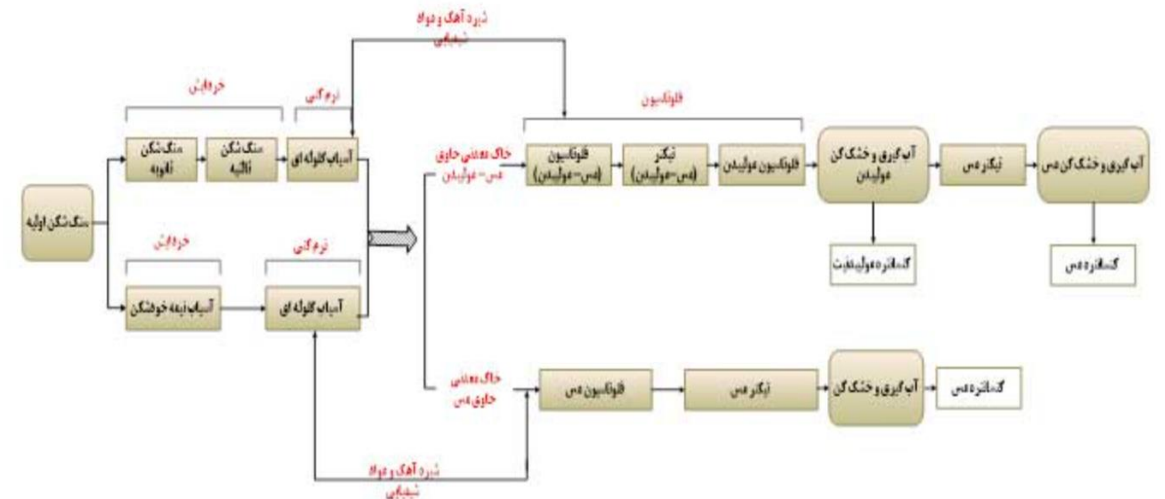 شیره آهک و مواد
شیمیایی
خردایش
نرم کنی
فلوتاسیون
سنگ شکن
ثانویه
سنگ شکن
ثالثیه
آسیاب گلوله ای
خاک معدنی حاوی
مس-مولیبدن
فلوتاسیون
(مس-مولیبدن)
تیکنر
(مس-مولیبدن)
فلوتاسیون مولیبدن
آب گیری و خشک کن
مولیبدن
تیکنر مس
آب گیری و خشک کن مس
سنگ شکن اولیه
خردایش
نرم کنی
کنسانتره مولیبدنیت
کنسانتره مس
آسیاب نیمه خودشکن
آسیاب گلوله ای
خاک معدنی
حاوی مس
فلوتاسیون مس
تیکنر مس
آب گیری و خشک کن
کنسانتره مس
شیره آهک و مواد
شیمیایی